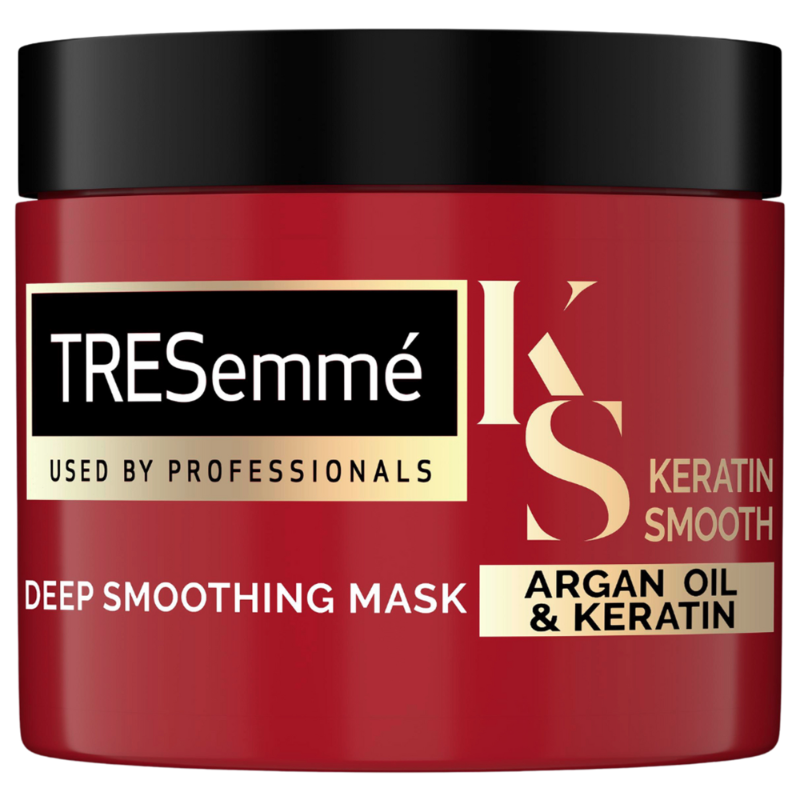 TRESemmé
USED BY PROFESSIONALS
DEEP SMOOTHING MASK
KS
KERATIN
SMOOTH
ARGAN OIL
& KERATIN